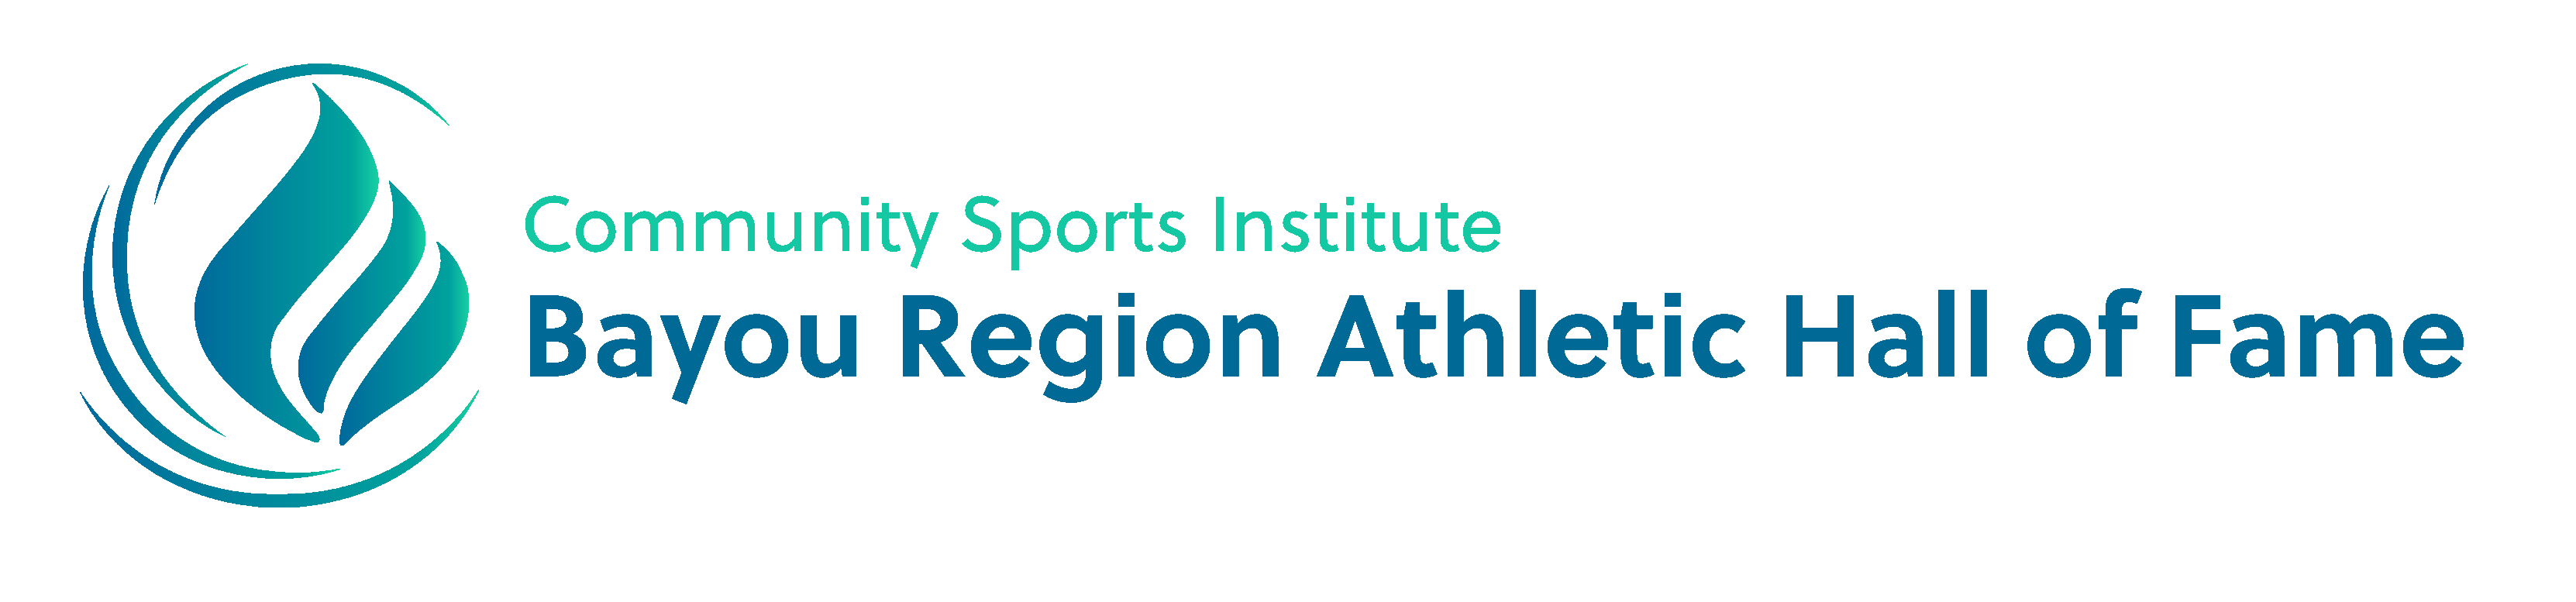 Community Sports Institute
Bayou Region Athletic Hall of Fame